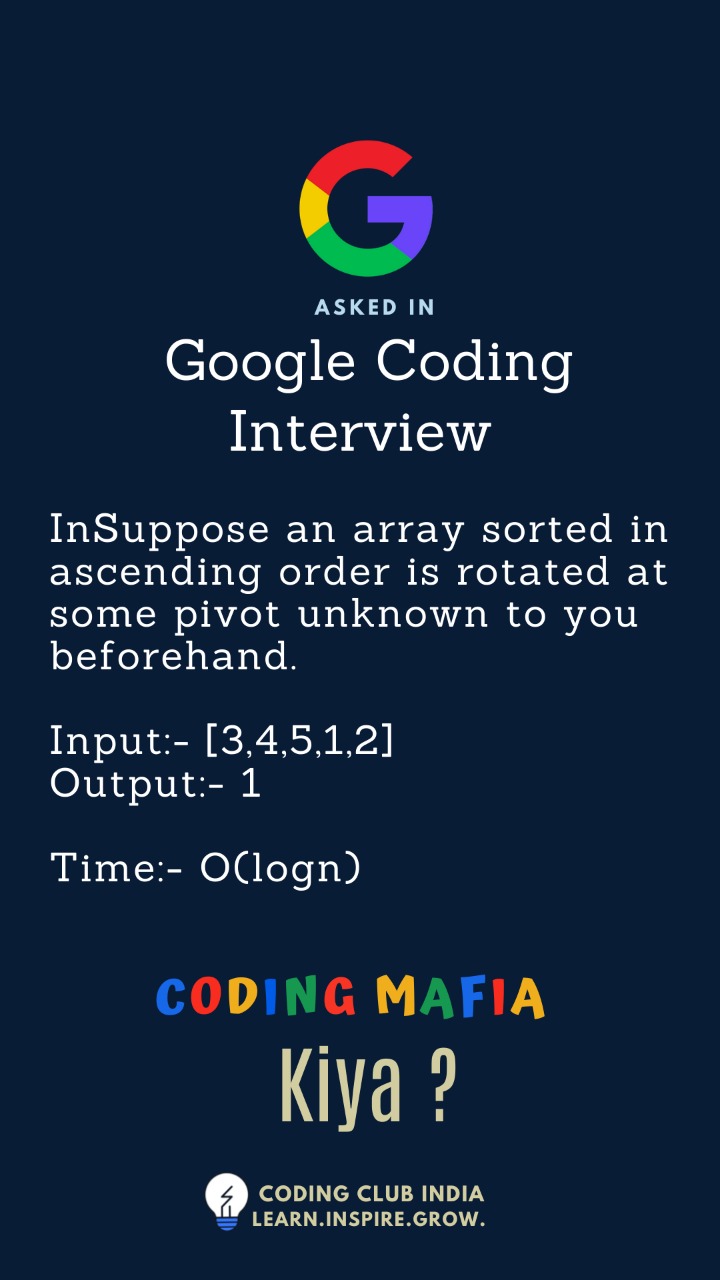 ASKED IN
Google Coding
Interview
InSuppose an array sorted in
ascending order is rotated at
some pivot unknown to you
beforehand.
Input:- [3,4,5,1,2]
Output:- 1
Time:- O(logn)
CODING MAFIA
Kiya ?
CODING CLUB INDIA
LEARN.INSPIRE.GROW.